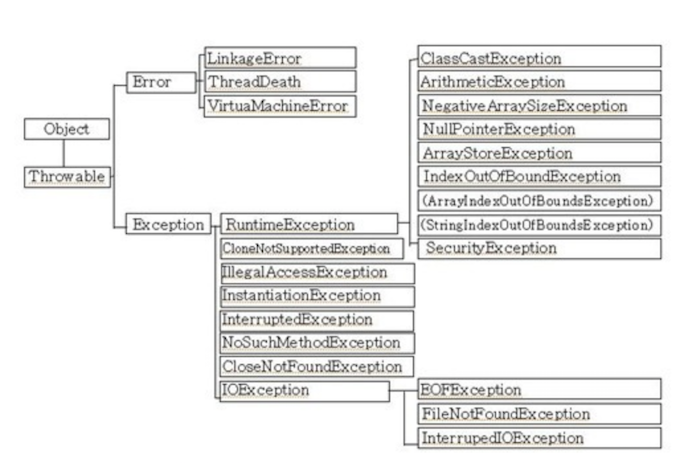 Object
Throwable
Error
LinkageError
ThreadDeath
VirtuaMachineError
Exception
RuntimeException
CloneNotSupportedException
IllegalAccessException
InstantiationException
InterruptedException
NoSuchMethodException
CloseNotFoundException
IOException
ClassCastException
ArithmeticException
NegativeArraySizeException
NullPointerException
ArrayStoreException
IndexOutOfBoundException
(ArrayIndexOutOfBoundsException)
(StringIndexOutOfBoundsException)
SecurityException
EOFException
FileNotFoundException
InterrupedIOException